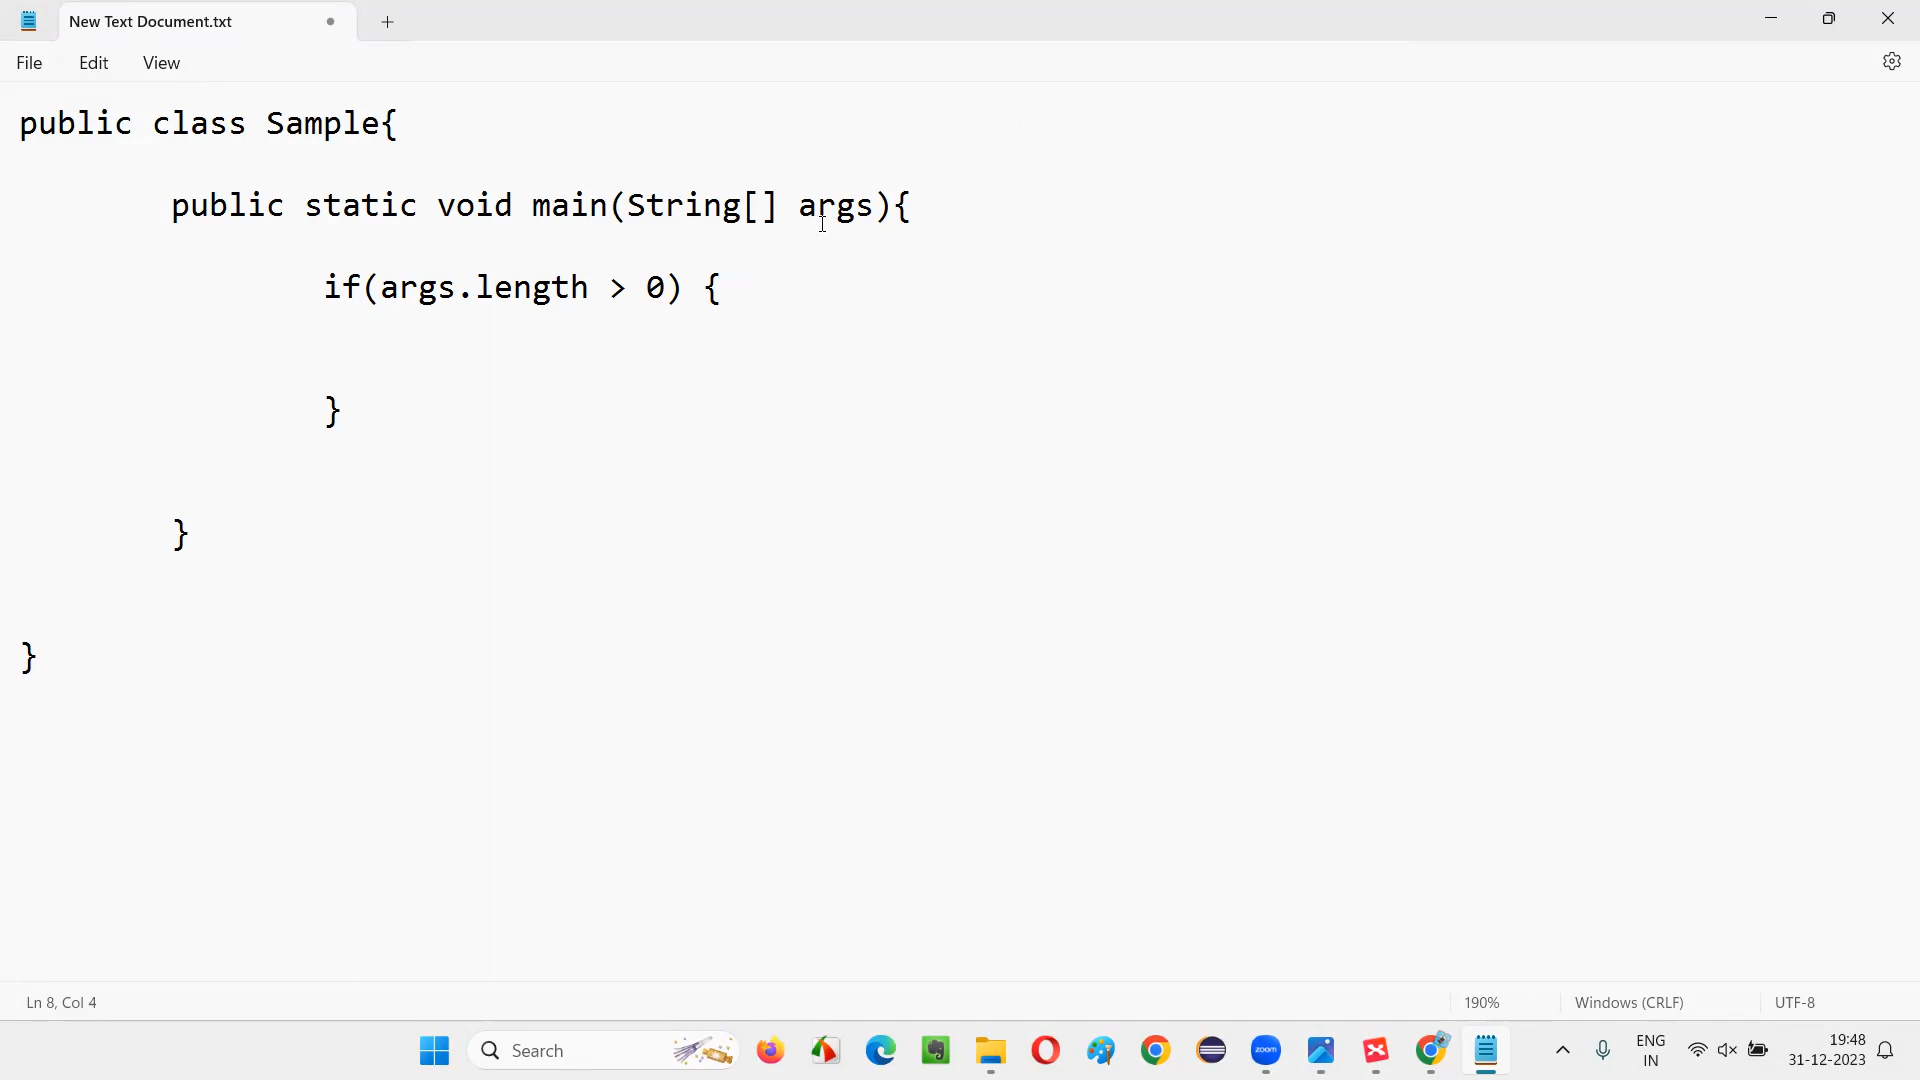 New Text Document.txt
File Edit View
public class Sample{
public static void main(String[] args){
if(args.length > 0) {
}
}
}
Ln 8, Col 4 190% Windows (CRLF) UTF-8
Search zoom ENG 19:48
IN 31-12-2023